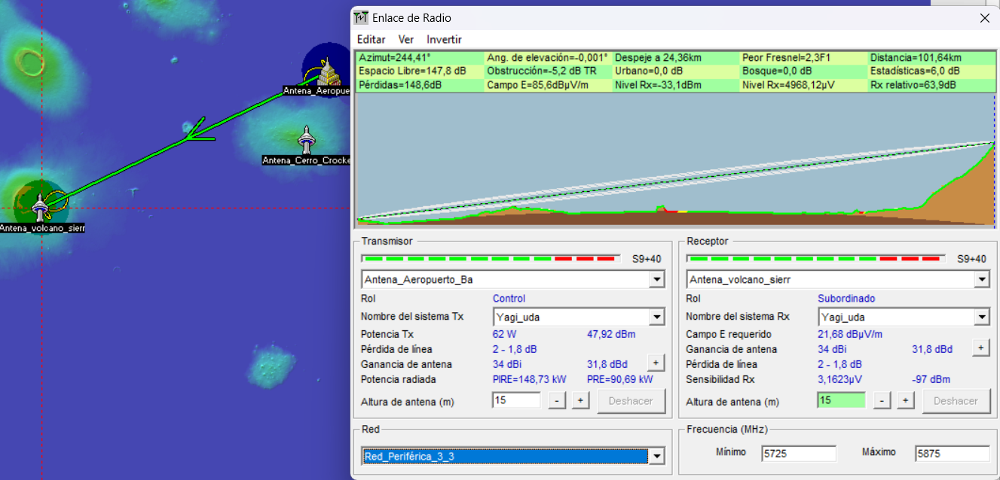 Enlace de Radio
Editar Ver Invertir
Azimut=244,41° Ang. de elevación=-0,001° Despeje a 24,36km Peor Fresnel=2,3F1 Distancia=101,64km
Espacio Libre=147,8 dB Obstrucción=-5,2 dB TR Urbano=0,0 dB Bosque=0,0 dB Estadísticas=6,0 dB
Pérdidas=148,6dB Campo E=85,6dBµV/m Nivel Rx=-33,1dBm Nivel Rx=4968,12µV Rx relativo=63,9dB
Antena_Aeropue
Antena_Cerro_Crocke
Antena_volcano_sierr
Transmisor
S9+40
Antena_Aeropuerto_Ba
Rol Control
Nombre del sistema Tx Yagi_uda
Potencia Tx 62 W 47,92 dBm
Pérdida de línea 2 - 1,8 dB
Ganancia de antena 34 dBi 31,8 dBd +
Potencia radiada PIRE=148,73 kW PRE=90,69 kW
Altura de antena (m) 15 - + Deshacer
Receptor
S9+40
Antena_volcano_sierr
Rol Subordinado
Nombre del sistema Rx Yagi_uda
Campo E requerido 21,68 dBµV/m
Ganancia de antena 34 dBi 31,8 dBd +
Pérdida de línea 2 - 1,8 dB
Sensibilidad Rx 3,1623µV -97 dBm
Altura de antena (m) 15 - + Deshacer
Red
Red_Periférica_3_3
Frecuencia (MHz)
Mínimo 5725 Máximo 5875